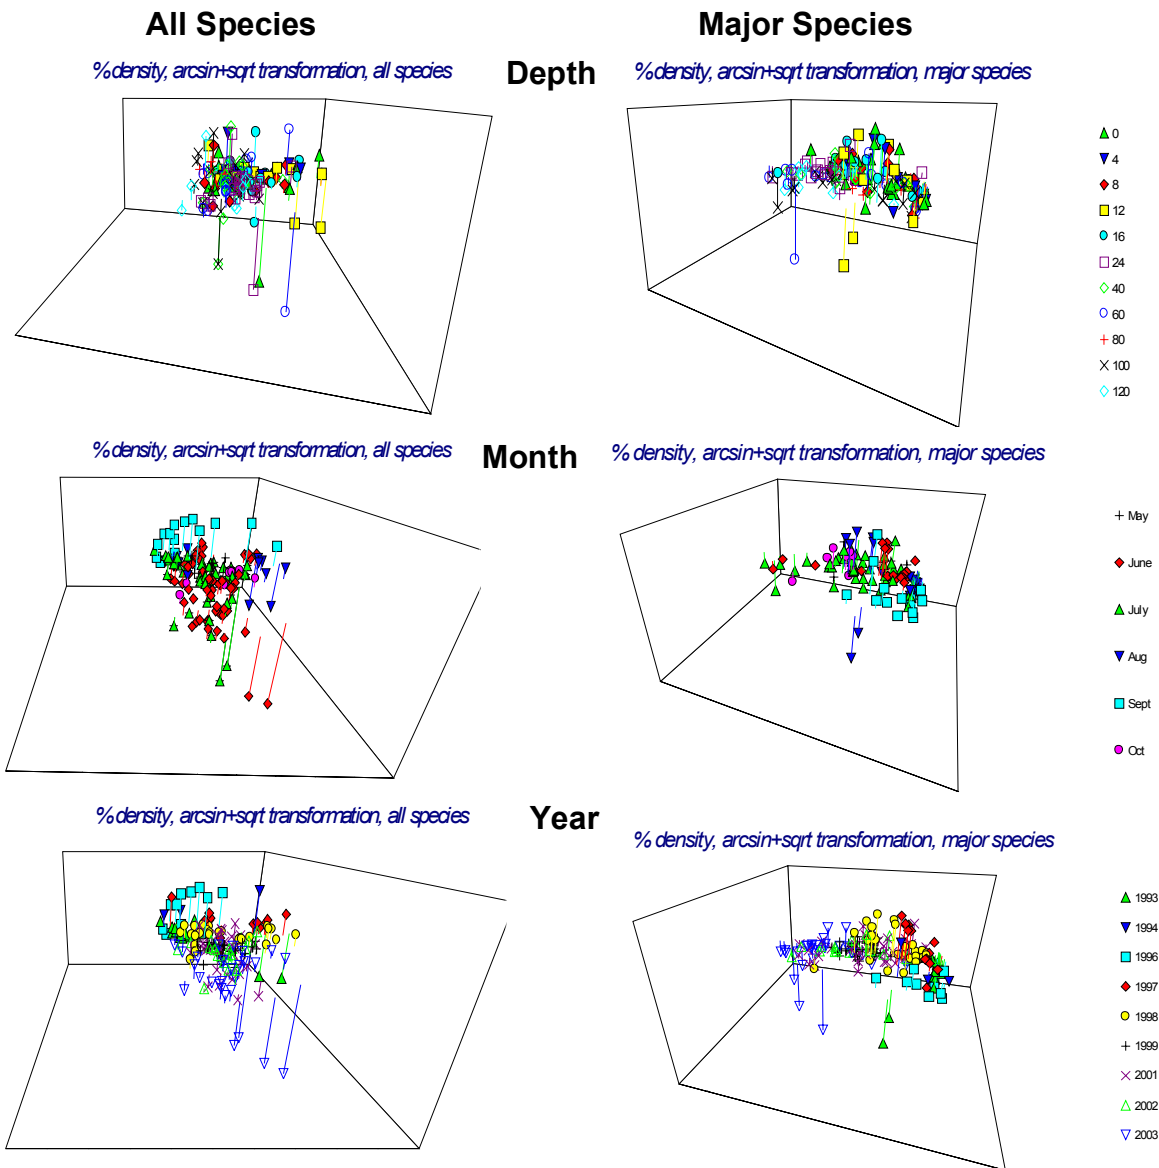 All Species
Major Species
% density, arcsin+sqrt transformation, all species
Depth
% density, arcsin+sqrt transformation, major species
0
4
8
12
16
24
40
60
80
100
120
% density, arcsin+sqrt transformation, all species
Month
% density, arcsin+sqrt transformation, major species
May
June
July
Aug
Sept
Oct
% density, arcsin+sqrt transformation, all species
Year
% density, arcsin+sqrt transformation, major species
1993
1994
1996
1997
1998
1999
2001
2002
2003